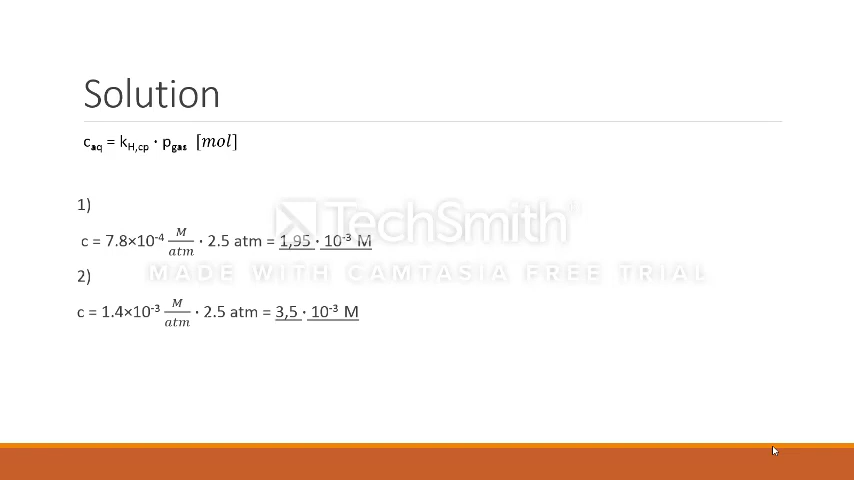 Solution
c_aq = k_H,cp · p_gas [mol]
1)
TechSmith
c = 7.8×10⁻⁴ M/atm · 2.5 atm = 1,95 · 10⁻³ M
MADE WITH CAMTASIA FREE TRIAL
2)
c = 1.4×10⁻³ M/atm · 2.5 atm = 3,5 · 10⁻³ M